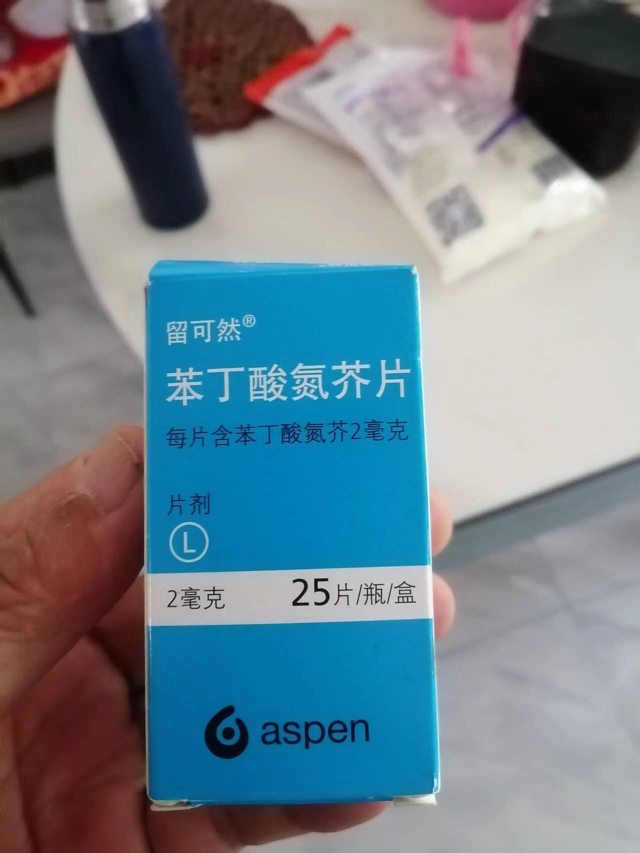 留可然®
苯丁酸氮芥片
每片含苯丁酸氮芥2毫克
片剂
L
2毫克 25片/瓶/盒
aspen